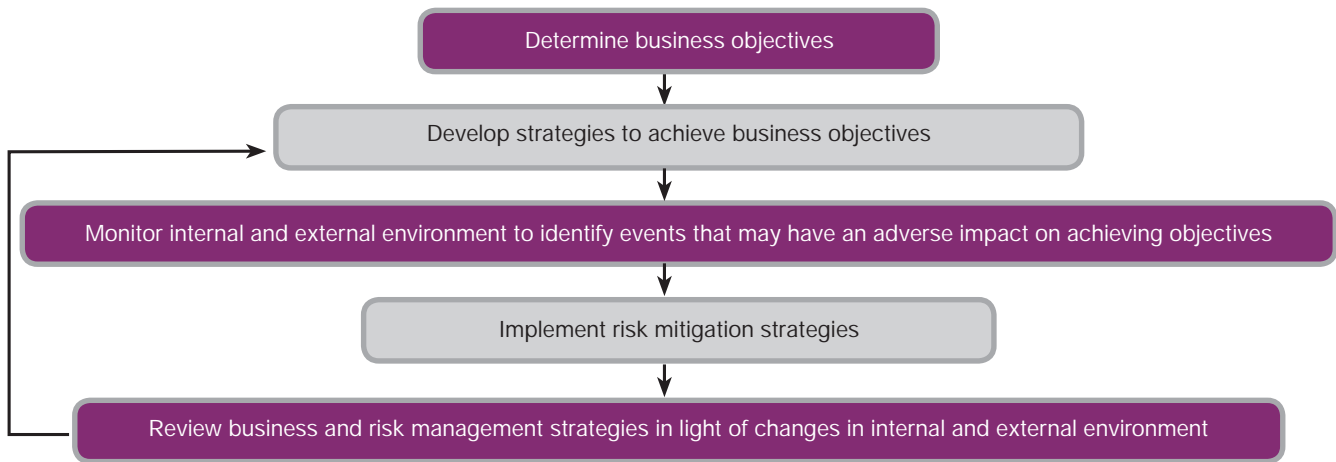 Determine business objectives
Develop strategies to achieve business objectives
Monitor internal and external environment to identify events that may have an adverse impact on achieving objectives
Implement risk mitigation strategies
Review business and risk management strategies in light of changes in internal and external environment